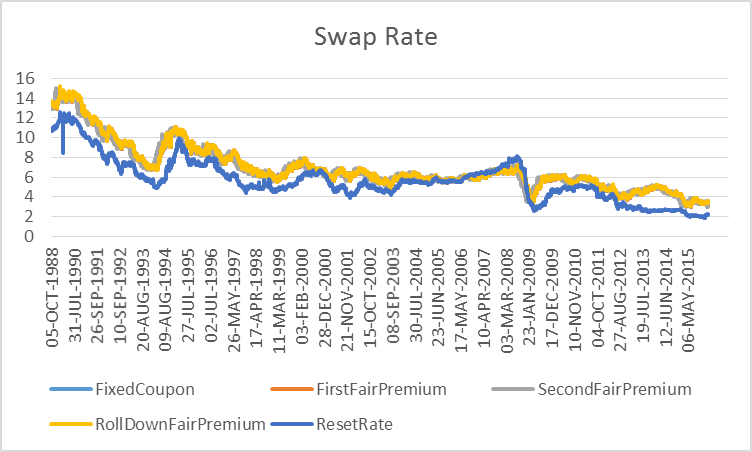 Swap Rate
16
14
12
10
8
6
4
2
0
05-OCT-1988
31-JUL-1990
26-SEP-1991
10-SEP-1992
20-AUG-1993
09-AUG-1994
07-JUL-1995
02-JUL-1996
26-MAY-1997
17-APR-1998
11-MAR-1999
03-FEB-2000
28-DEC-2000
21-NOV-2001
15-OCT-2002
08-SEP-2003
30-JUL-2004
24-JUN-2005
17-MAY-2006
10-APR-2007
03-MAR-2008
23-JAN-2009
17-DEC-2009
10-NOV-2010
04-OCT-2011
27-AUG-2012
19-JUL-2013
12-JUN-2014
06-MAY-2015
FixedCoupon FirstFairPremium SecondFairPremium
RollDownFairPremium ResetRate